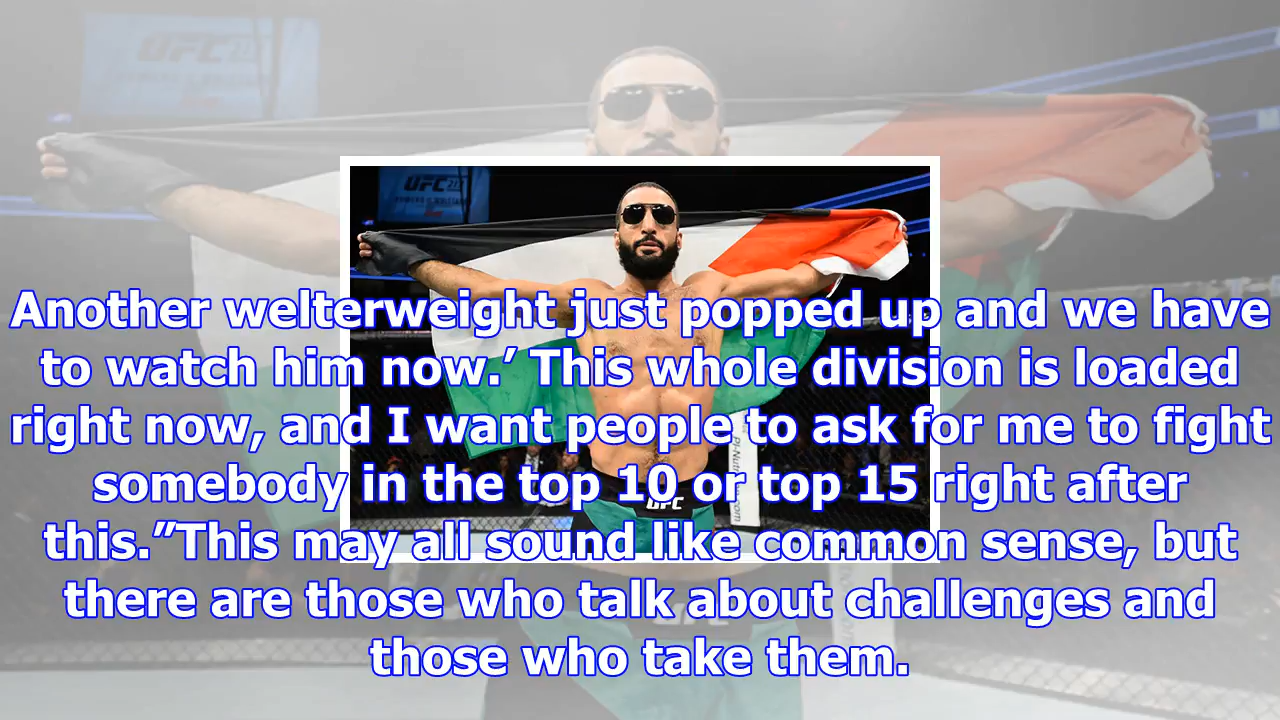 UFC
Another welterweight just popped up and we have
to watch him now.’ This whole division is loaded
right now, and I want people to ask for me to fight
somebody in the top 10 or top 15 right after
this.”This may all sound like common sense, but
there are those who talk about challenges and
those who take them.
UFC